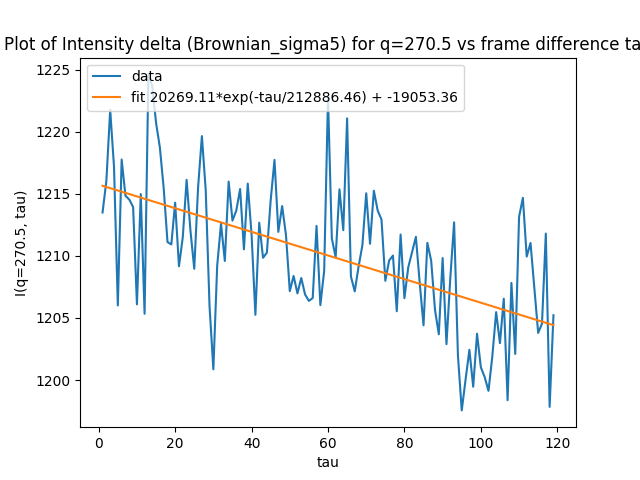 Plot of Intensity delta (Brownian_sigma5) for q=270.5 vs frame difference ta
data
fit 20269.11*exp(-tau/212886.46) + -19053.36
I(q=270.5, tau)
1225
1220
1215
1210
1205
1200
0 20 40 60 80 100 120
tau